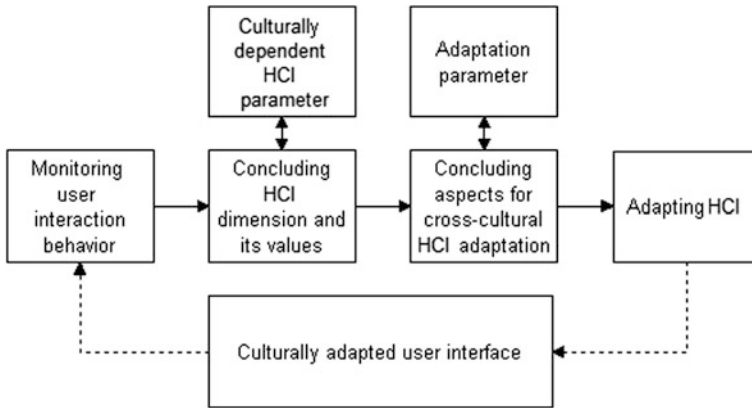 Culturally
dependent
HCI
parameter
Adaptation
parameter
Monitoring
user
interaction
behavior
Concluding
HCI
dimension and
its values
Concluding
aspects for
cross-cultural
HCI adaptation
Adapting HCI
Culturally adapted user interface